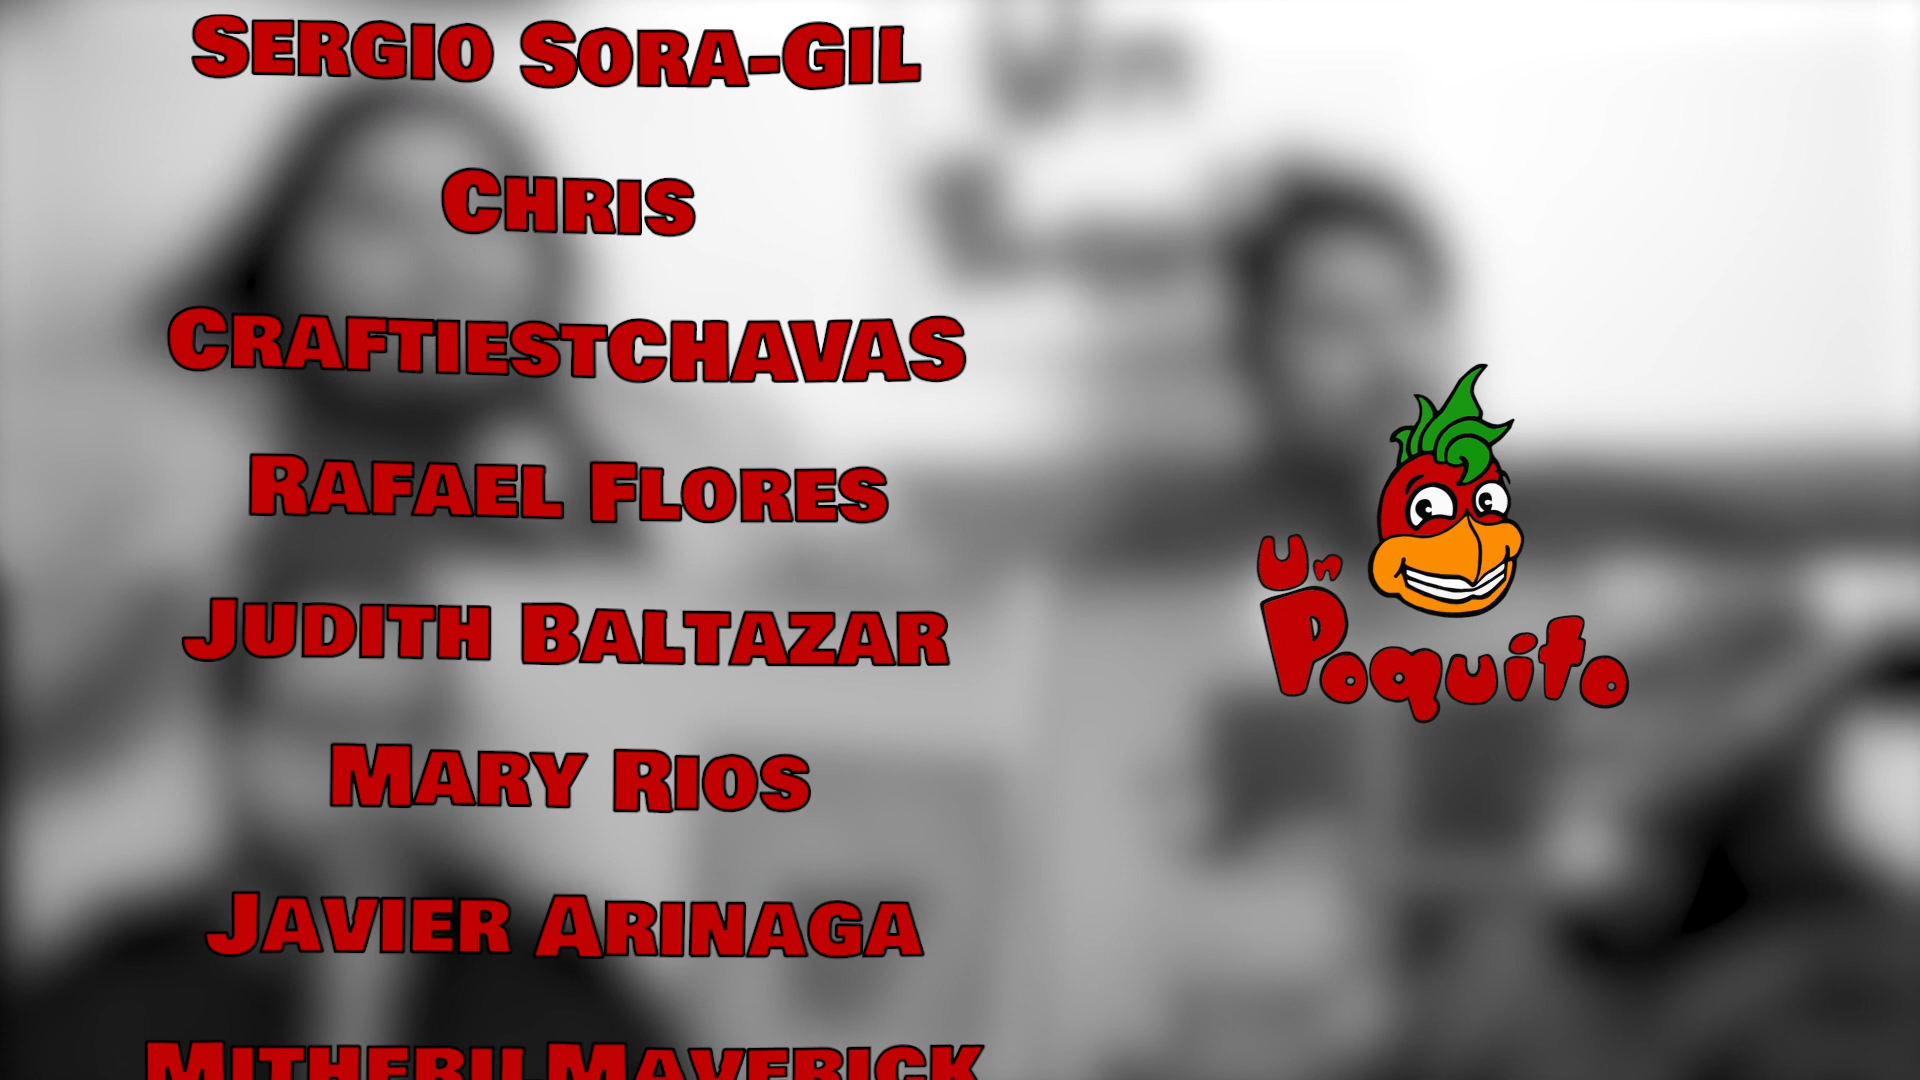 Sergio Sora-Gil
Chris
CraftiestCHAVAS
Rafael Flores
Judith Baltazar
Mary Rios
Javier Arinaga
Un
Poquito